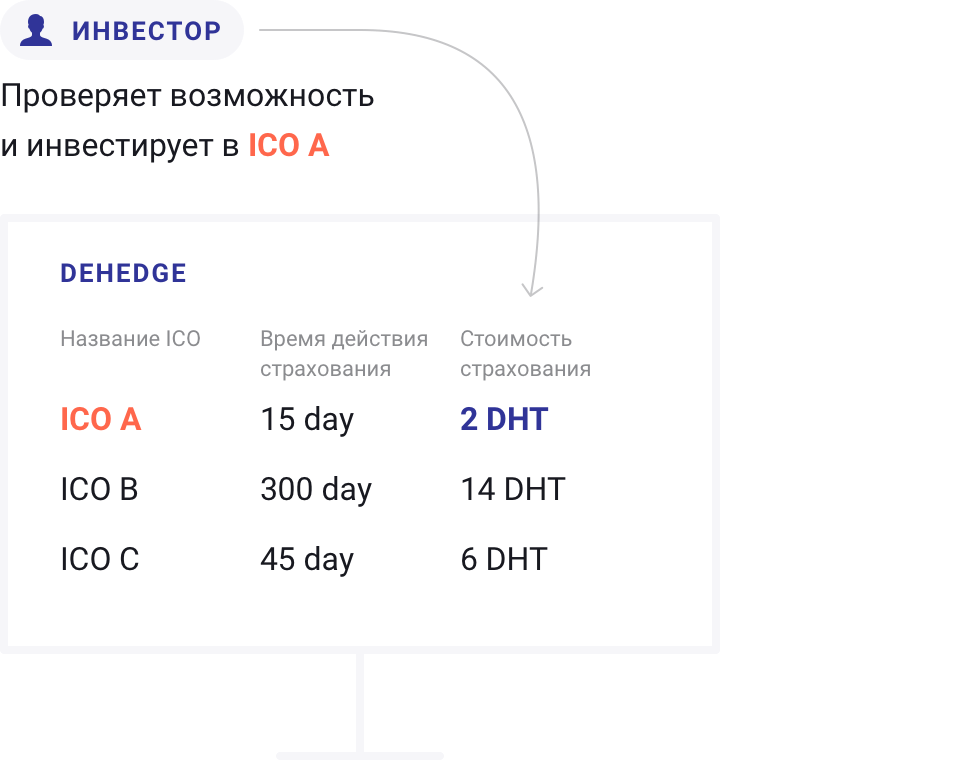 ИНВЕСТОР
Проверяет возможность
и инвестирует в ICO A
DEHEDGE
Название ICO Время действия страхования Стоимость страхования
ICO A 15 day 2 DHT
ICO B 300 day 14 DHT
ICO C 45 day 6 DHT